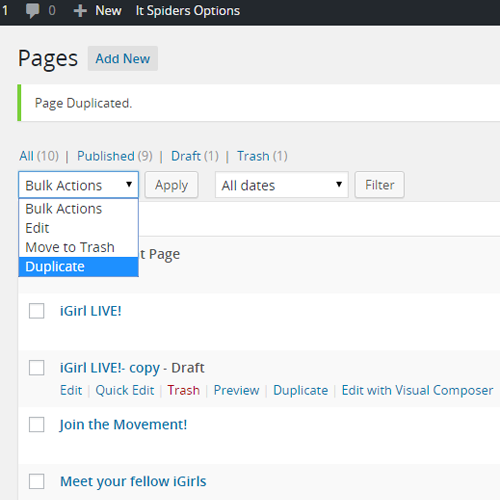 1 0 New It Spiders Options
Pages Add New
Page Duplicated.
All (10) | Published (9) | Draft (1) | Trash (1)
Bulk Actions Apply All dates Filter
Bulk Actions
Edit
Move to Trash
t Page
Duplicate
iGirl LIVE!
iGirl LIVE!- copy - Draft
Edit | Quick Edit | Trash | Preview | Duplicate | Edit with Visual Composer
Join the Movement!
Meet your fellow iGirls